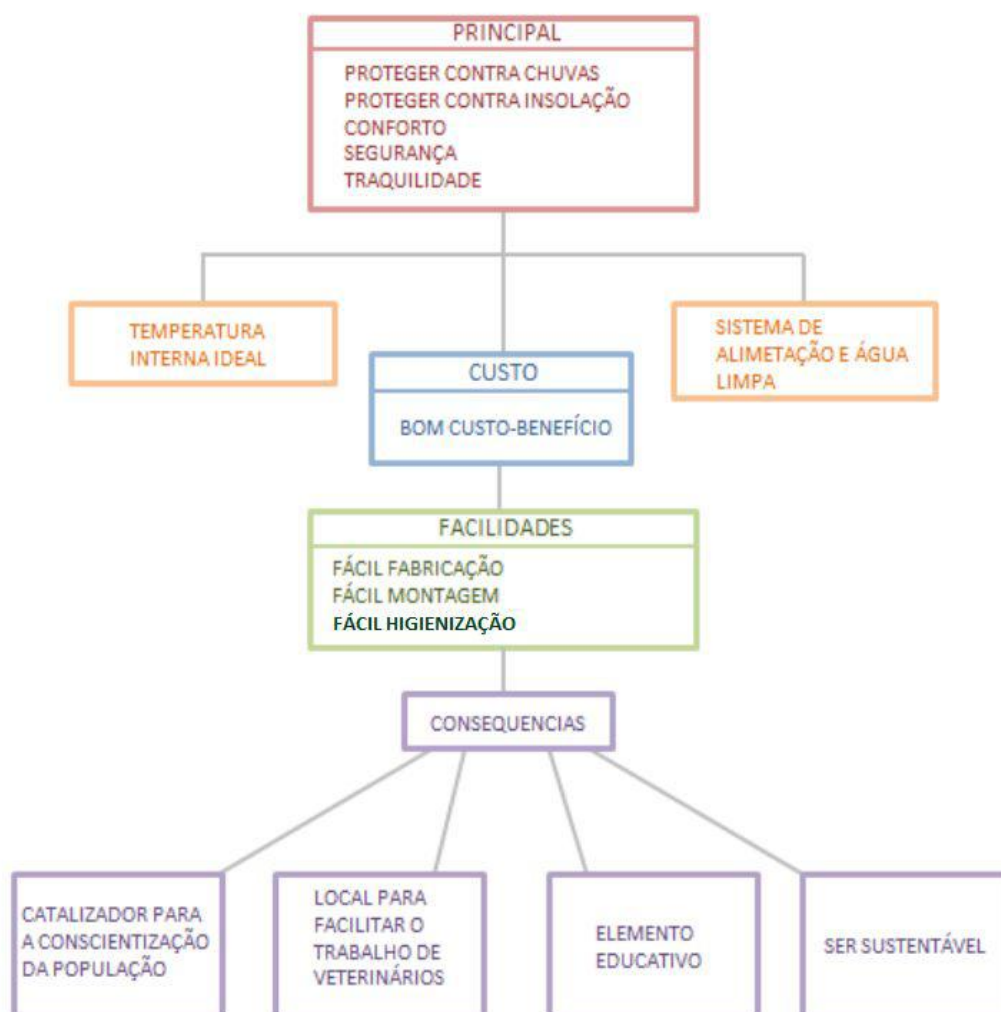 PRINCIPAL
PROTEGER CONTRA CHUVAS
PROTEGER CONTRA INSOLAÇÃO
CONFORTO
SEGURANÇA
TRAQUILIDADE
TEMPERATURA
INTERNA IDEAL
SISTEMA DE
ALIMETAÇÃO E ÁGUA
LIMPA
CUSTO
BOM CUSTO-BENEFÍCIO
FACILIDADES
FÁCIL FABRICAÇÃO
FÁCIL MONTAGEM
FÁCIL HIGIENIZAÇÃO
CONSEQUENCIAS
CATALIZADOR PARA
A CONSCIENTIZAÇÃO
DA POPULAÇÃO
LOCAL PARA
FACILITAR O
TRABALHO DE
VETERINÁRIOS
ELEMENTO
EDUCATIVO
SER SUSTENTÁVEL